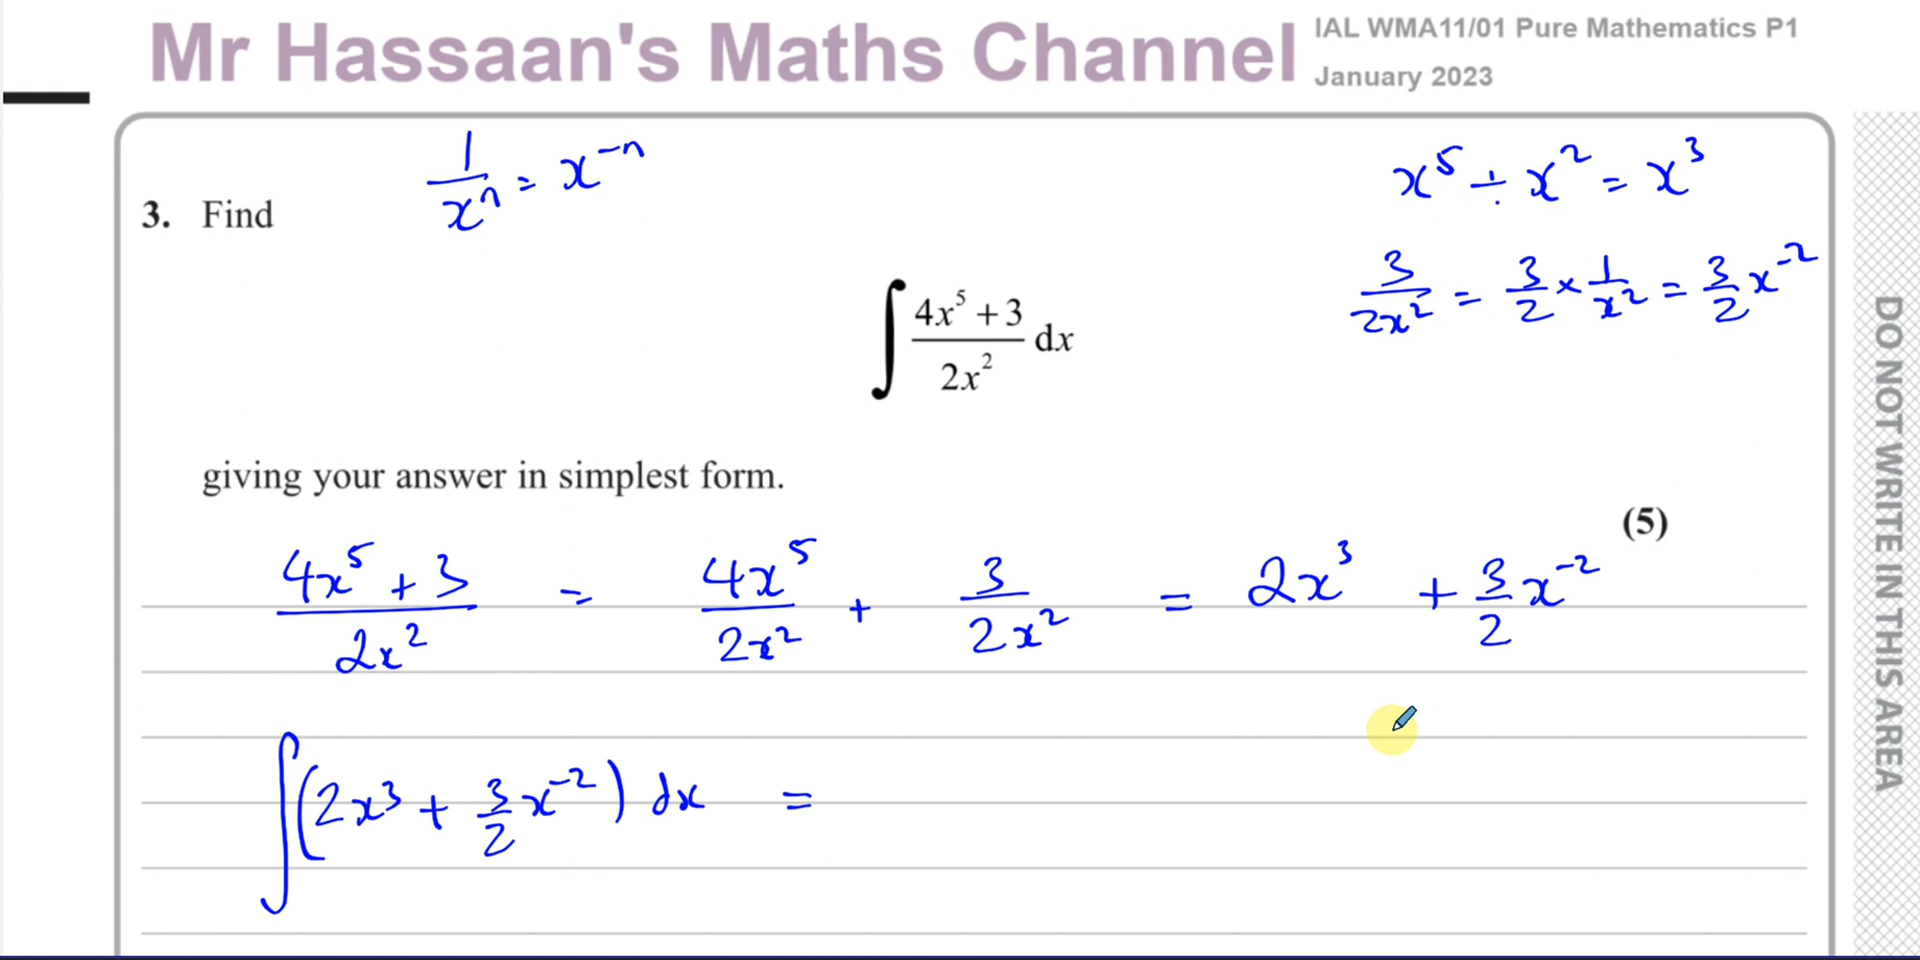 Mr Hassaan's Maths Channel
IAL WMA11/01 Pure Mathematics P1
January 2023
1/xⁿ = x⁻ⁿ
x⁵ ÷ x² = x³
3. Find
3/2x² = 3/2 × 1/x² = 3/2 x⁻²
∫ (4x⁵ + 3)/(2x²) dx
giving your answer in simplest form.
(5)
(4x⁵ + 3)/(2x²) = 4x⁵/2x² + 3/2x² = 2x³ + 3/2 x⁻²
∫ (2x³ + 3/2 x⁻²) dx =
DO NOT WRITE IN THIS AREA